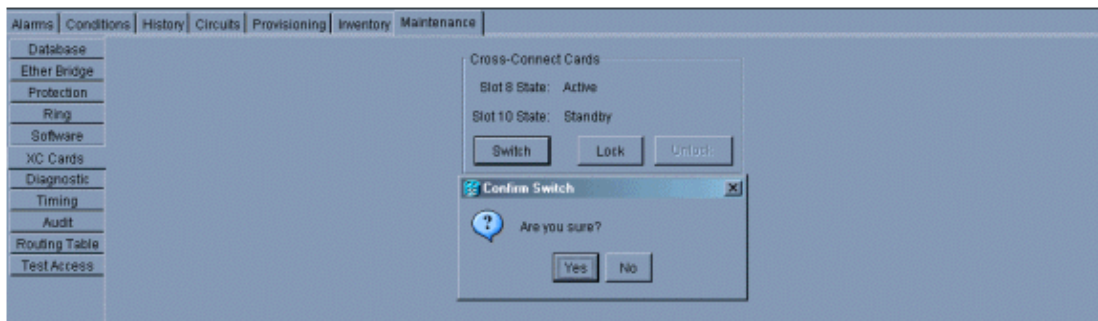 Alarms Conditions History Circuits Provisioning Inventory Maintenance
Database
Ether Bridge
Protection
Ring
Software
XC Cards
Diagnostic
Timing
Audit
Routing Table
Test Access
Cross-Connect Cards
Slot 8 State: Active
Slot 10 State: Standby
Switch Lock Unlock
Confirm Switch
Are you sure?
Yes No